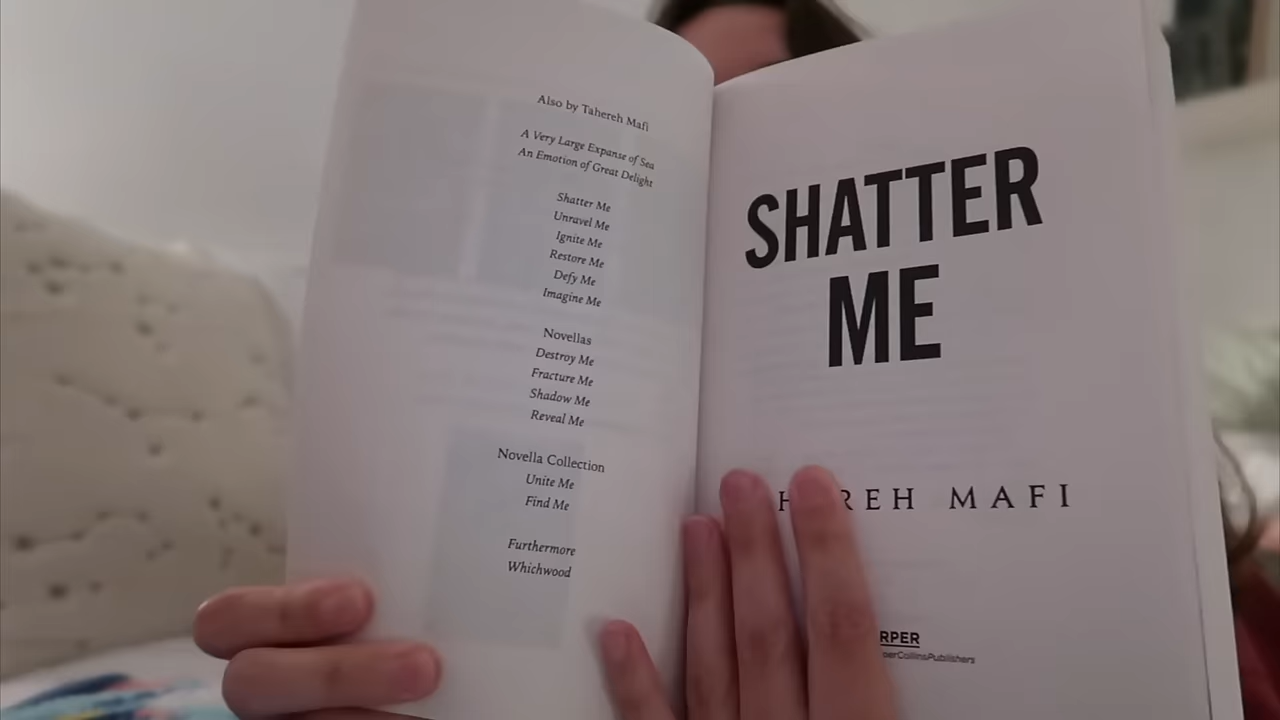 Also by Tahereh Mafi
A Very Large Expanse of Sea
An Emotion of Great Delight
Shatter Me
Unravel Me
Ignite Me
Restore Me
Defy Me
Imagine Me
Novellas
Destroy Me
Fracture Me
Shadow Me
Reveal Me
Novella Collection
Unite Me
Find Me
Furthermore
Whichwood
SHATTER
ME
H REH MAFI
RPER
perCollinsPublishers